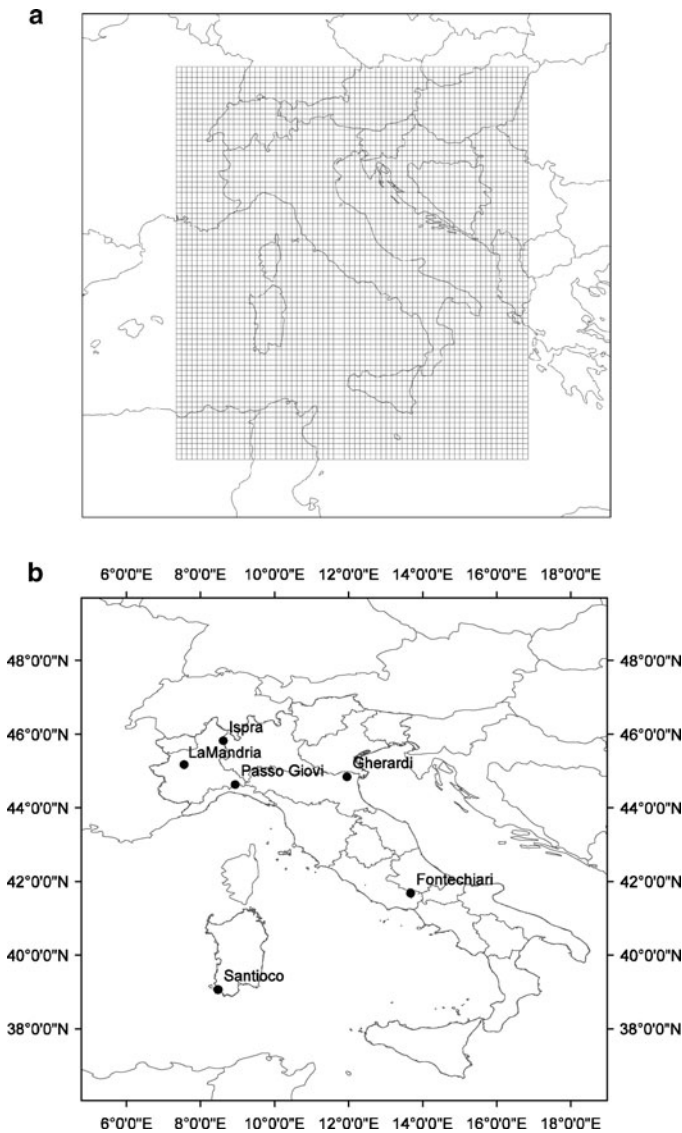 a
b
6°0'0"E 8°0'0"E 10°0'0"E 12°0'0"E 14°0'0"E 16°0'0"E 18°0'0"E
48°0'0"N 48°0'0"N
46°0'0"N 46°0'0"N
Ispra
LaMandria
Gherardi
Passo Giovi
44°0'0"N 44°0'0"N
42°0'0"N 42°0'0"N
Fontechiari
40°0'0"N 40°0'0"N
Santioco
38°0'0"N 38°0'0"N
6°0'0"E 8°0'0"E 10°0'0"E 12°0'0"E 14°0'0"E 16°0'0"E 18°0'0"E